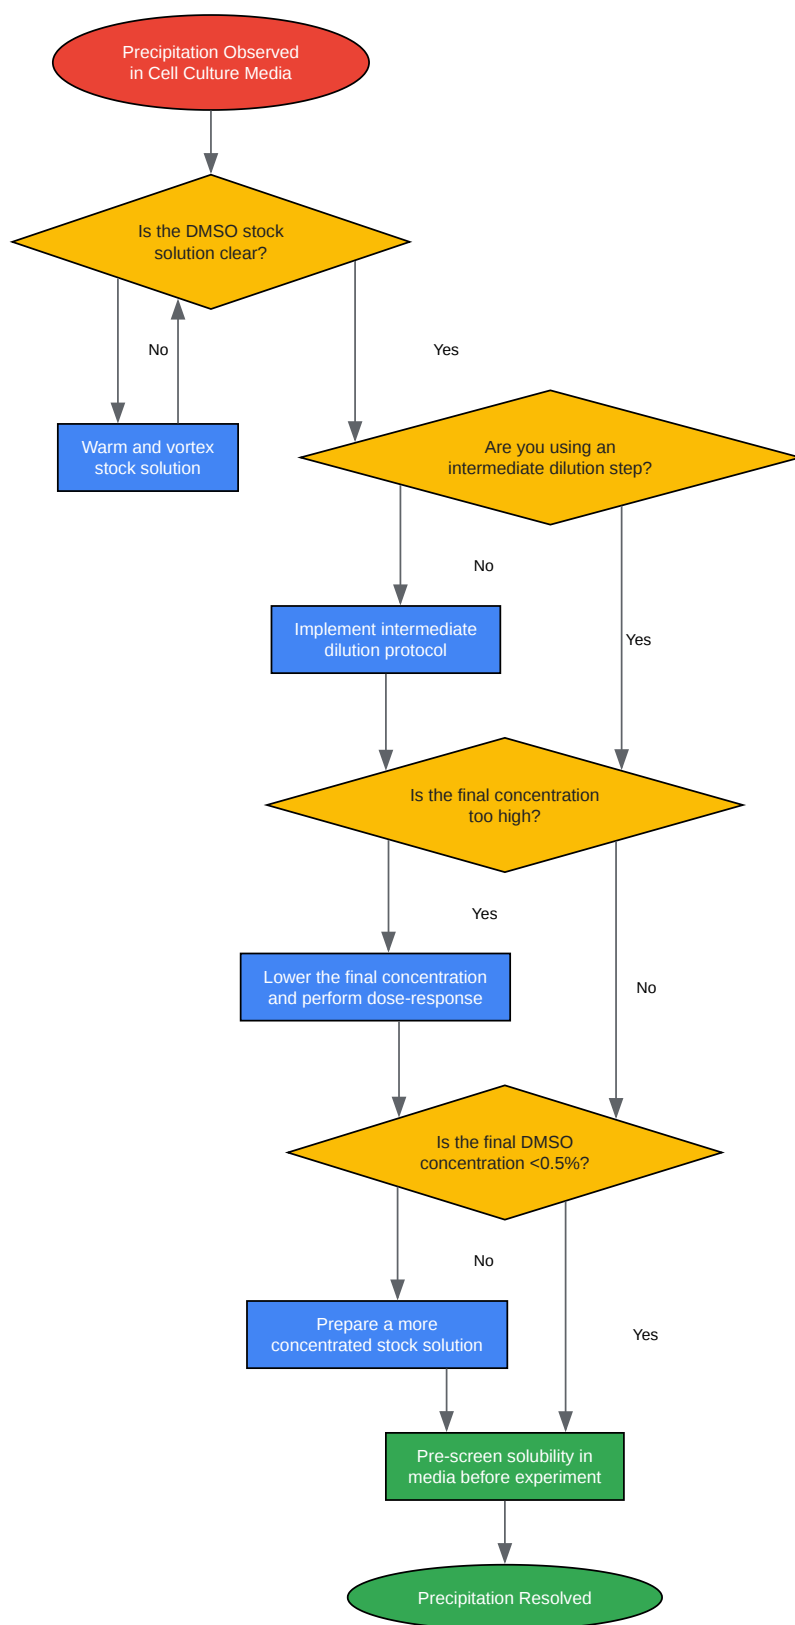 Precipitation Observed
in Cell Culture Media
Is the DMSO stock
solution clear?
No
Yes
Warm and vortex
stock solution
Are you using an
intermediate dilution step?
No
Implement intermediate
dilution protocol
Yes
Is the final concentration
too high?
Yes
Lower the final concentration
and perform dose-response
No
Is the final DMSO
concentration <0.5%?
No
Prepare a more
concentrated stock solution
Yes
Pre-screen solubility in
media before experiment
Precipitation Resolved